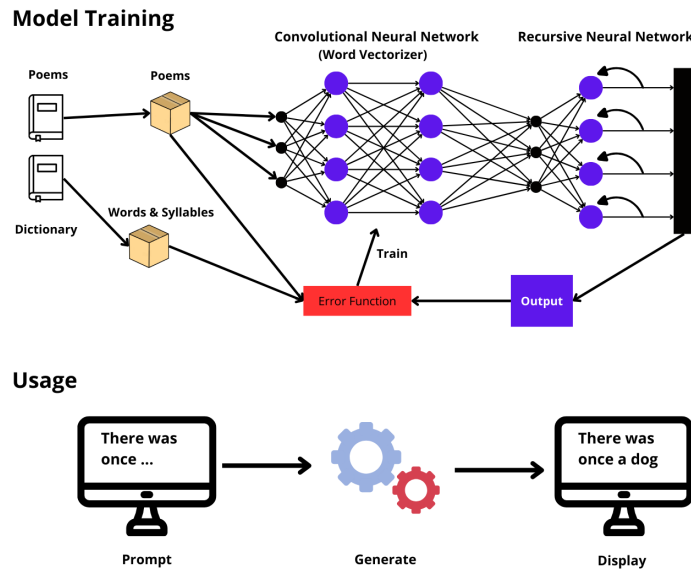 Model Training
Convolutional Neural Network
(Word Vectorizer)
Recursive Neural Network
Poems
Poems
Dictionary
Words & Syllables
Train
Error Function
Output
Usage
There was
once ...
There was
once a dog
Prompt
Generate
Display